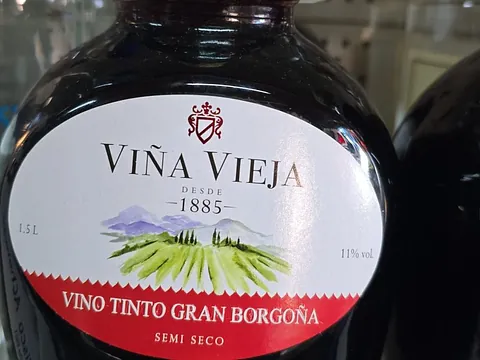 VIÑA VIEJA
DESDE
1885
1,5 L
11% vol.
VINO TINTO GRAN BORGOÑA
SEMI SECO